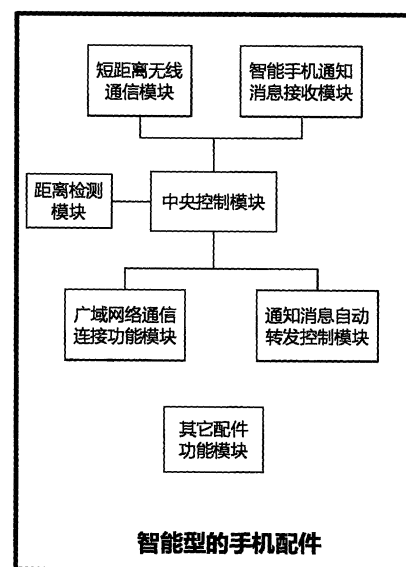 短距离无线
通信模块
智能手机通知
消息接收模块
距离检测
模块
中央控制模块
广域网络通信
连接功能模块
通知消息自动
转发控制模块
其它配件
功能模块
智能型的手机配件